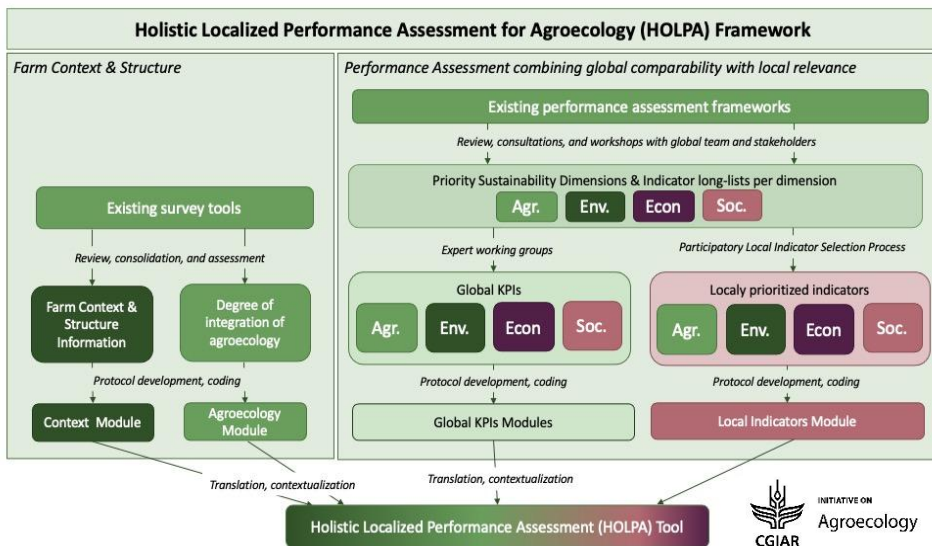 Holistic Localized Performance Assessment for Agroecology (HOLPA) Framework
Farm Context & Structure
Existing survey tools
Review, consolidation, and assessment
Farm Context &
Structure
Information
Degree of
integration of
agroecology
Protocol development, coding
Context Module
Agroecology
Module
Performance Assessment combining global comparability with local relevance
Existing performance assessment frameworks
Review, consultations, and workshops with global team and stakeholders
Priority Sustainability Dimensions & Indicator long-lists per dimension
Agr.
Env.
Econ
Soc.
Expert working groups
Participatory Local Indicator Selection Process
Global KPIs
Agr.
Env.
Econ
Soc.
Localy prioritized indicators
Agr.
Env.
Econ
Soc.
Protocol development, coding
Protocol development, coding
Global KPIs Modules
Local Indicators Module
Translation, contextualization
Translation, contextualization
Holistic Localized Performance Assessment (HOLPA) Tool
CGIAR
INITIATIVE ON
Agroecology